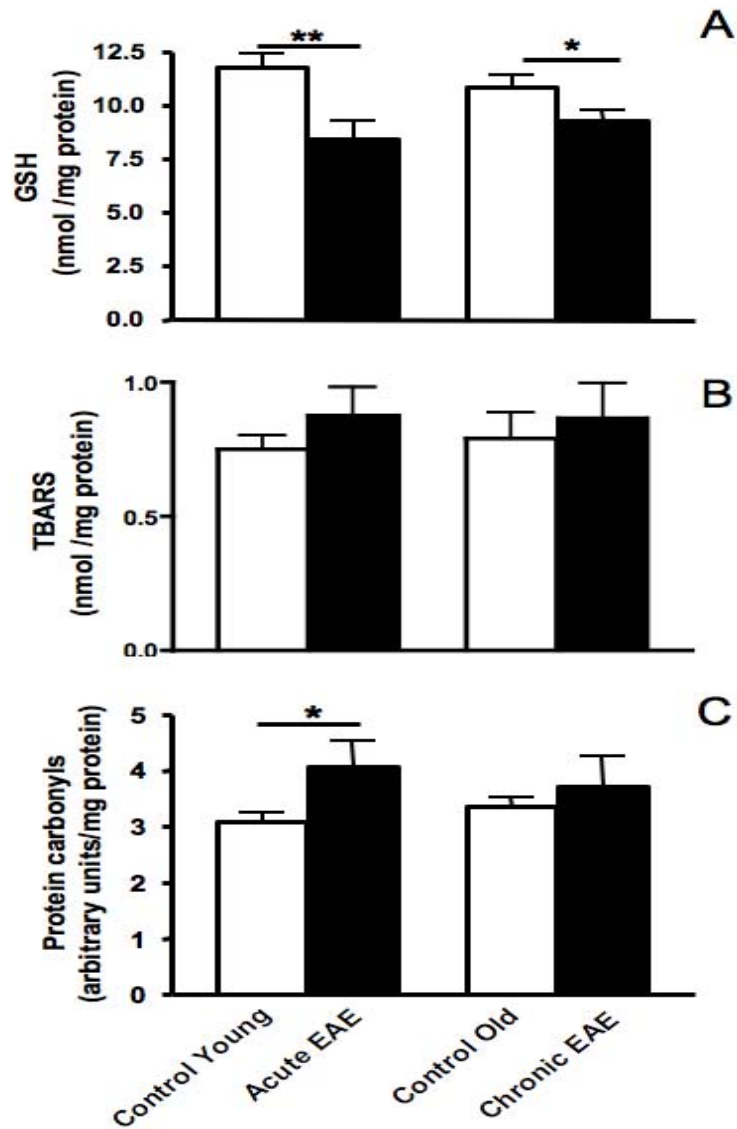 A
** *
GSH
(nmol /mg protein)
12.5
10.0
7.5
5.0
2.5
0.0
B
TBARS
(nmol /mg protein)
1.0
0.5
0.0
C
*
Protein carbonyls
(arbitrary units/mg protein)
5
4
3
2
1
0
Control Young
Acute EAE
Control Old
Chronic EAE